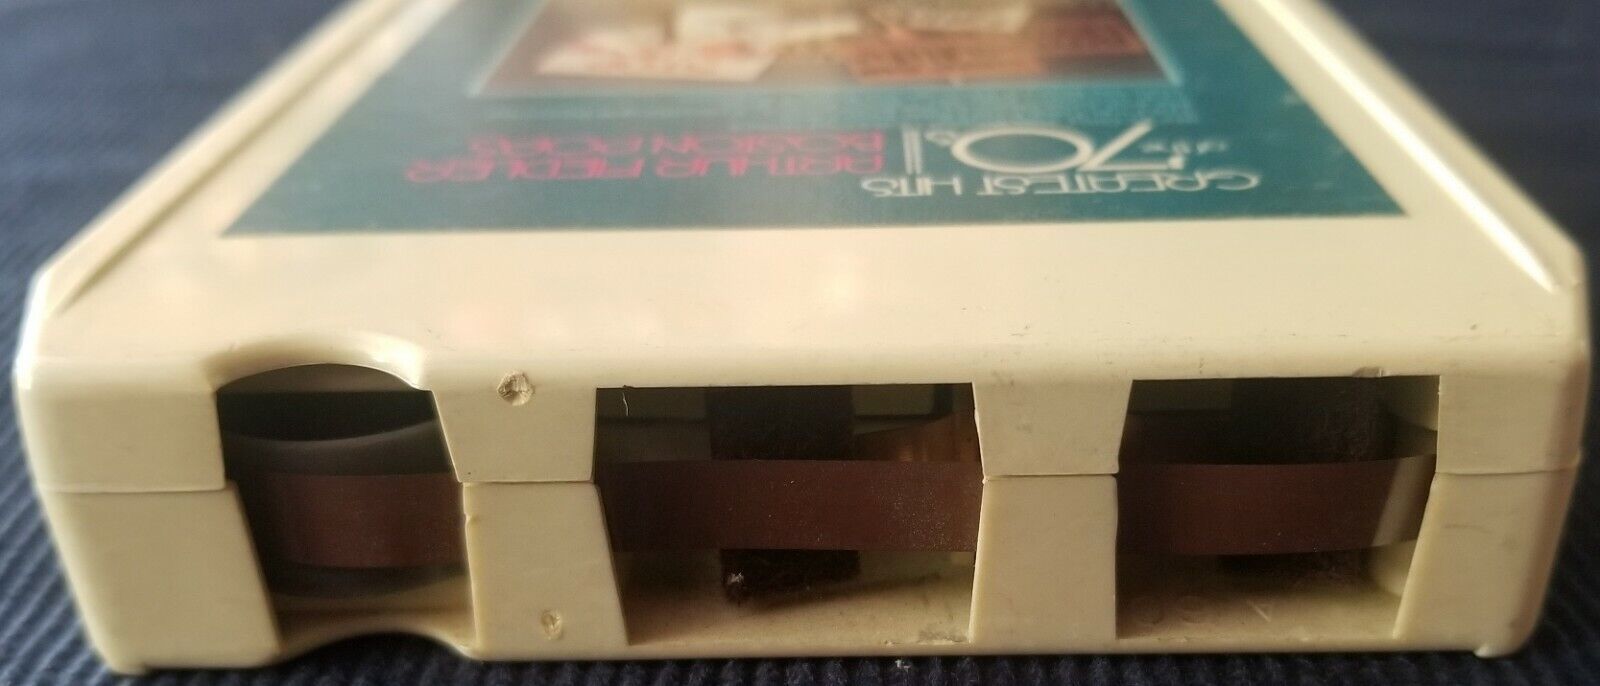 GREATEST HITS
of the '70s
ARTHUR FIEDLER
BOSTON POPS